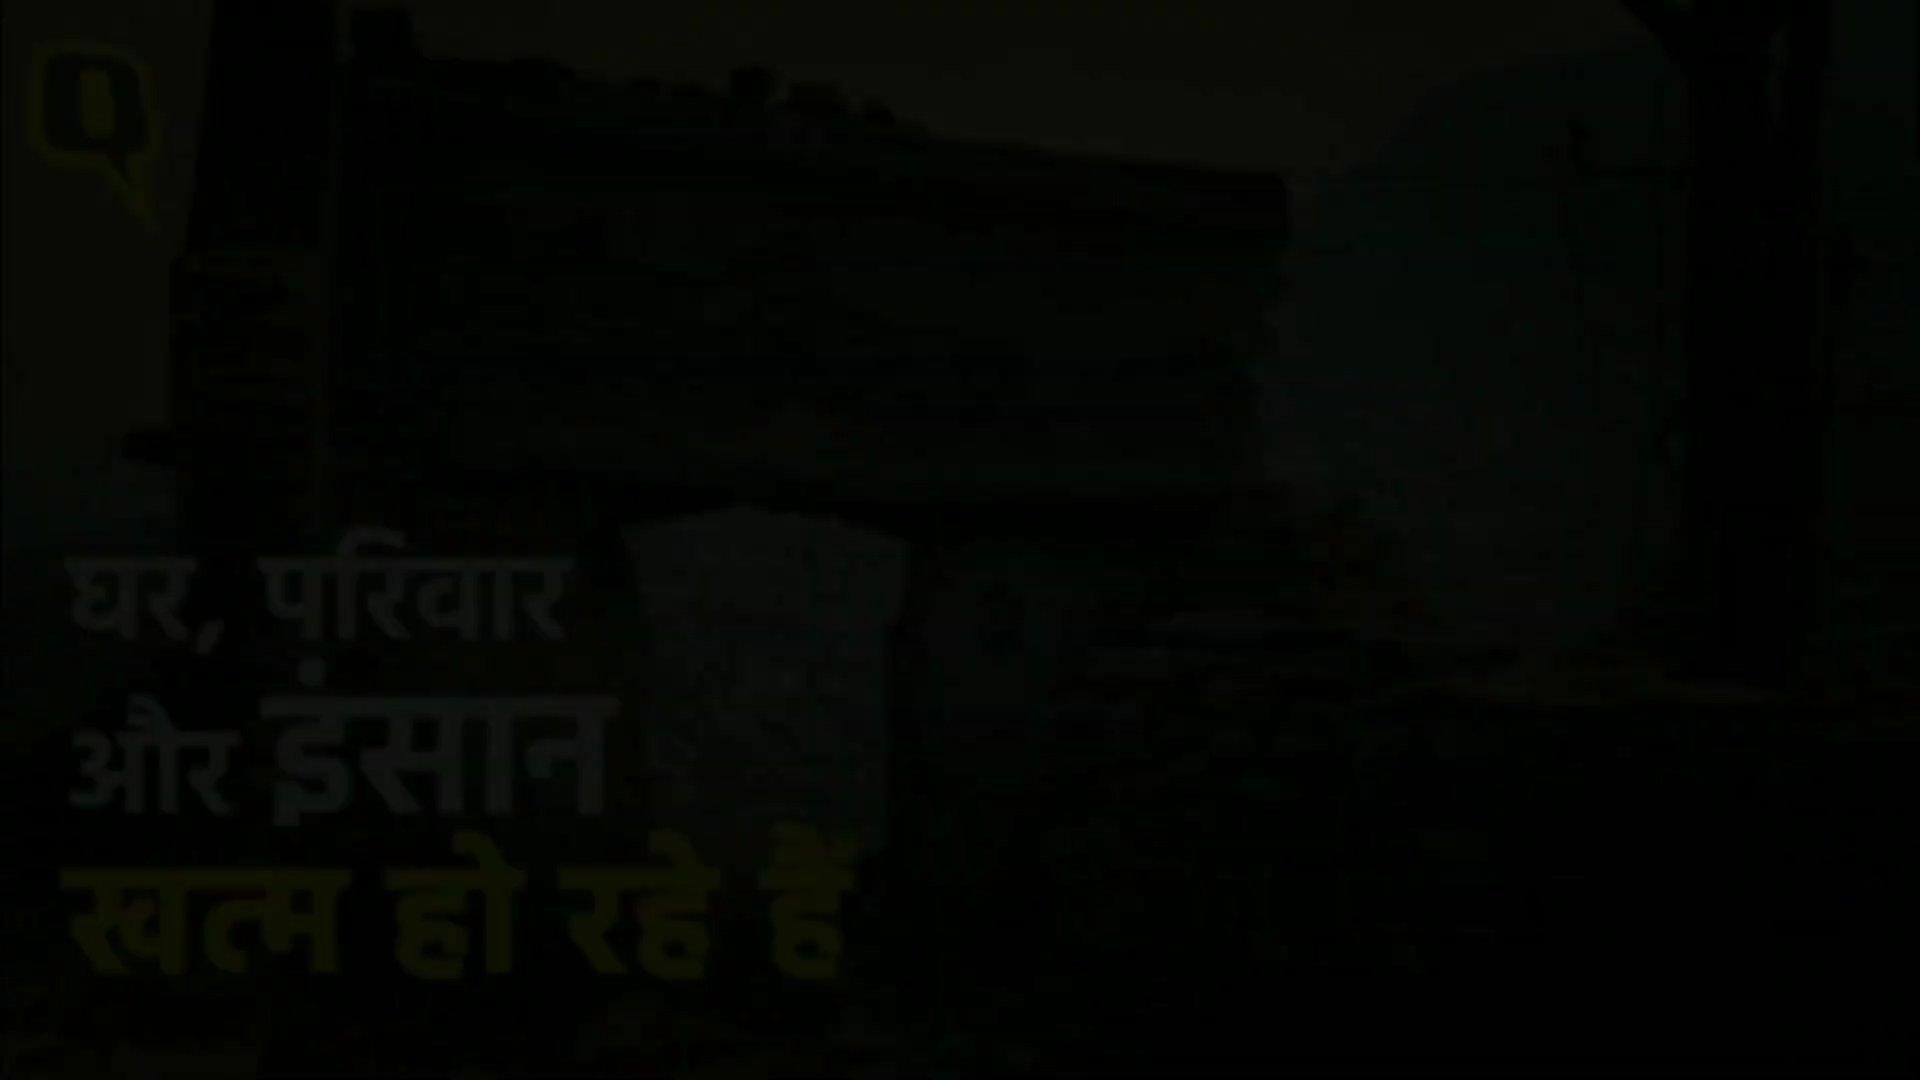 घर, परिवार
और इंसान
खत्म हो रहे हैं